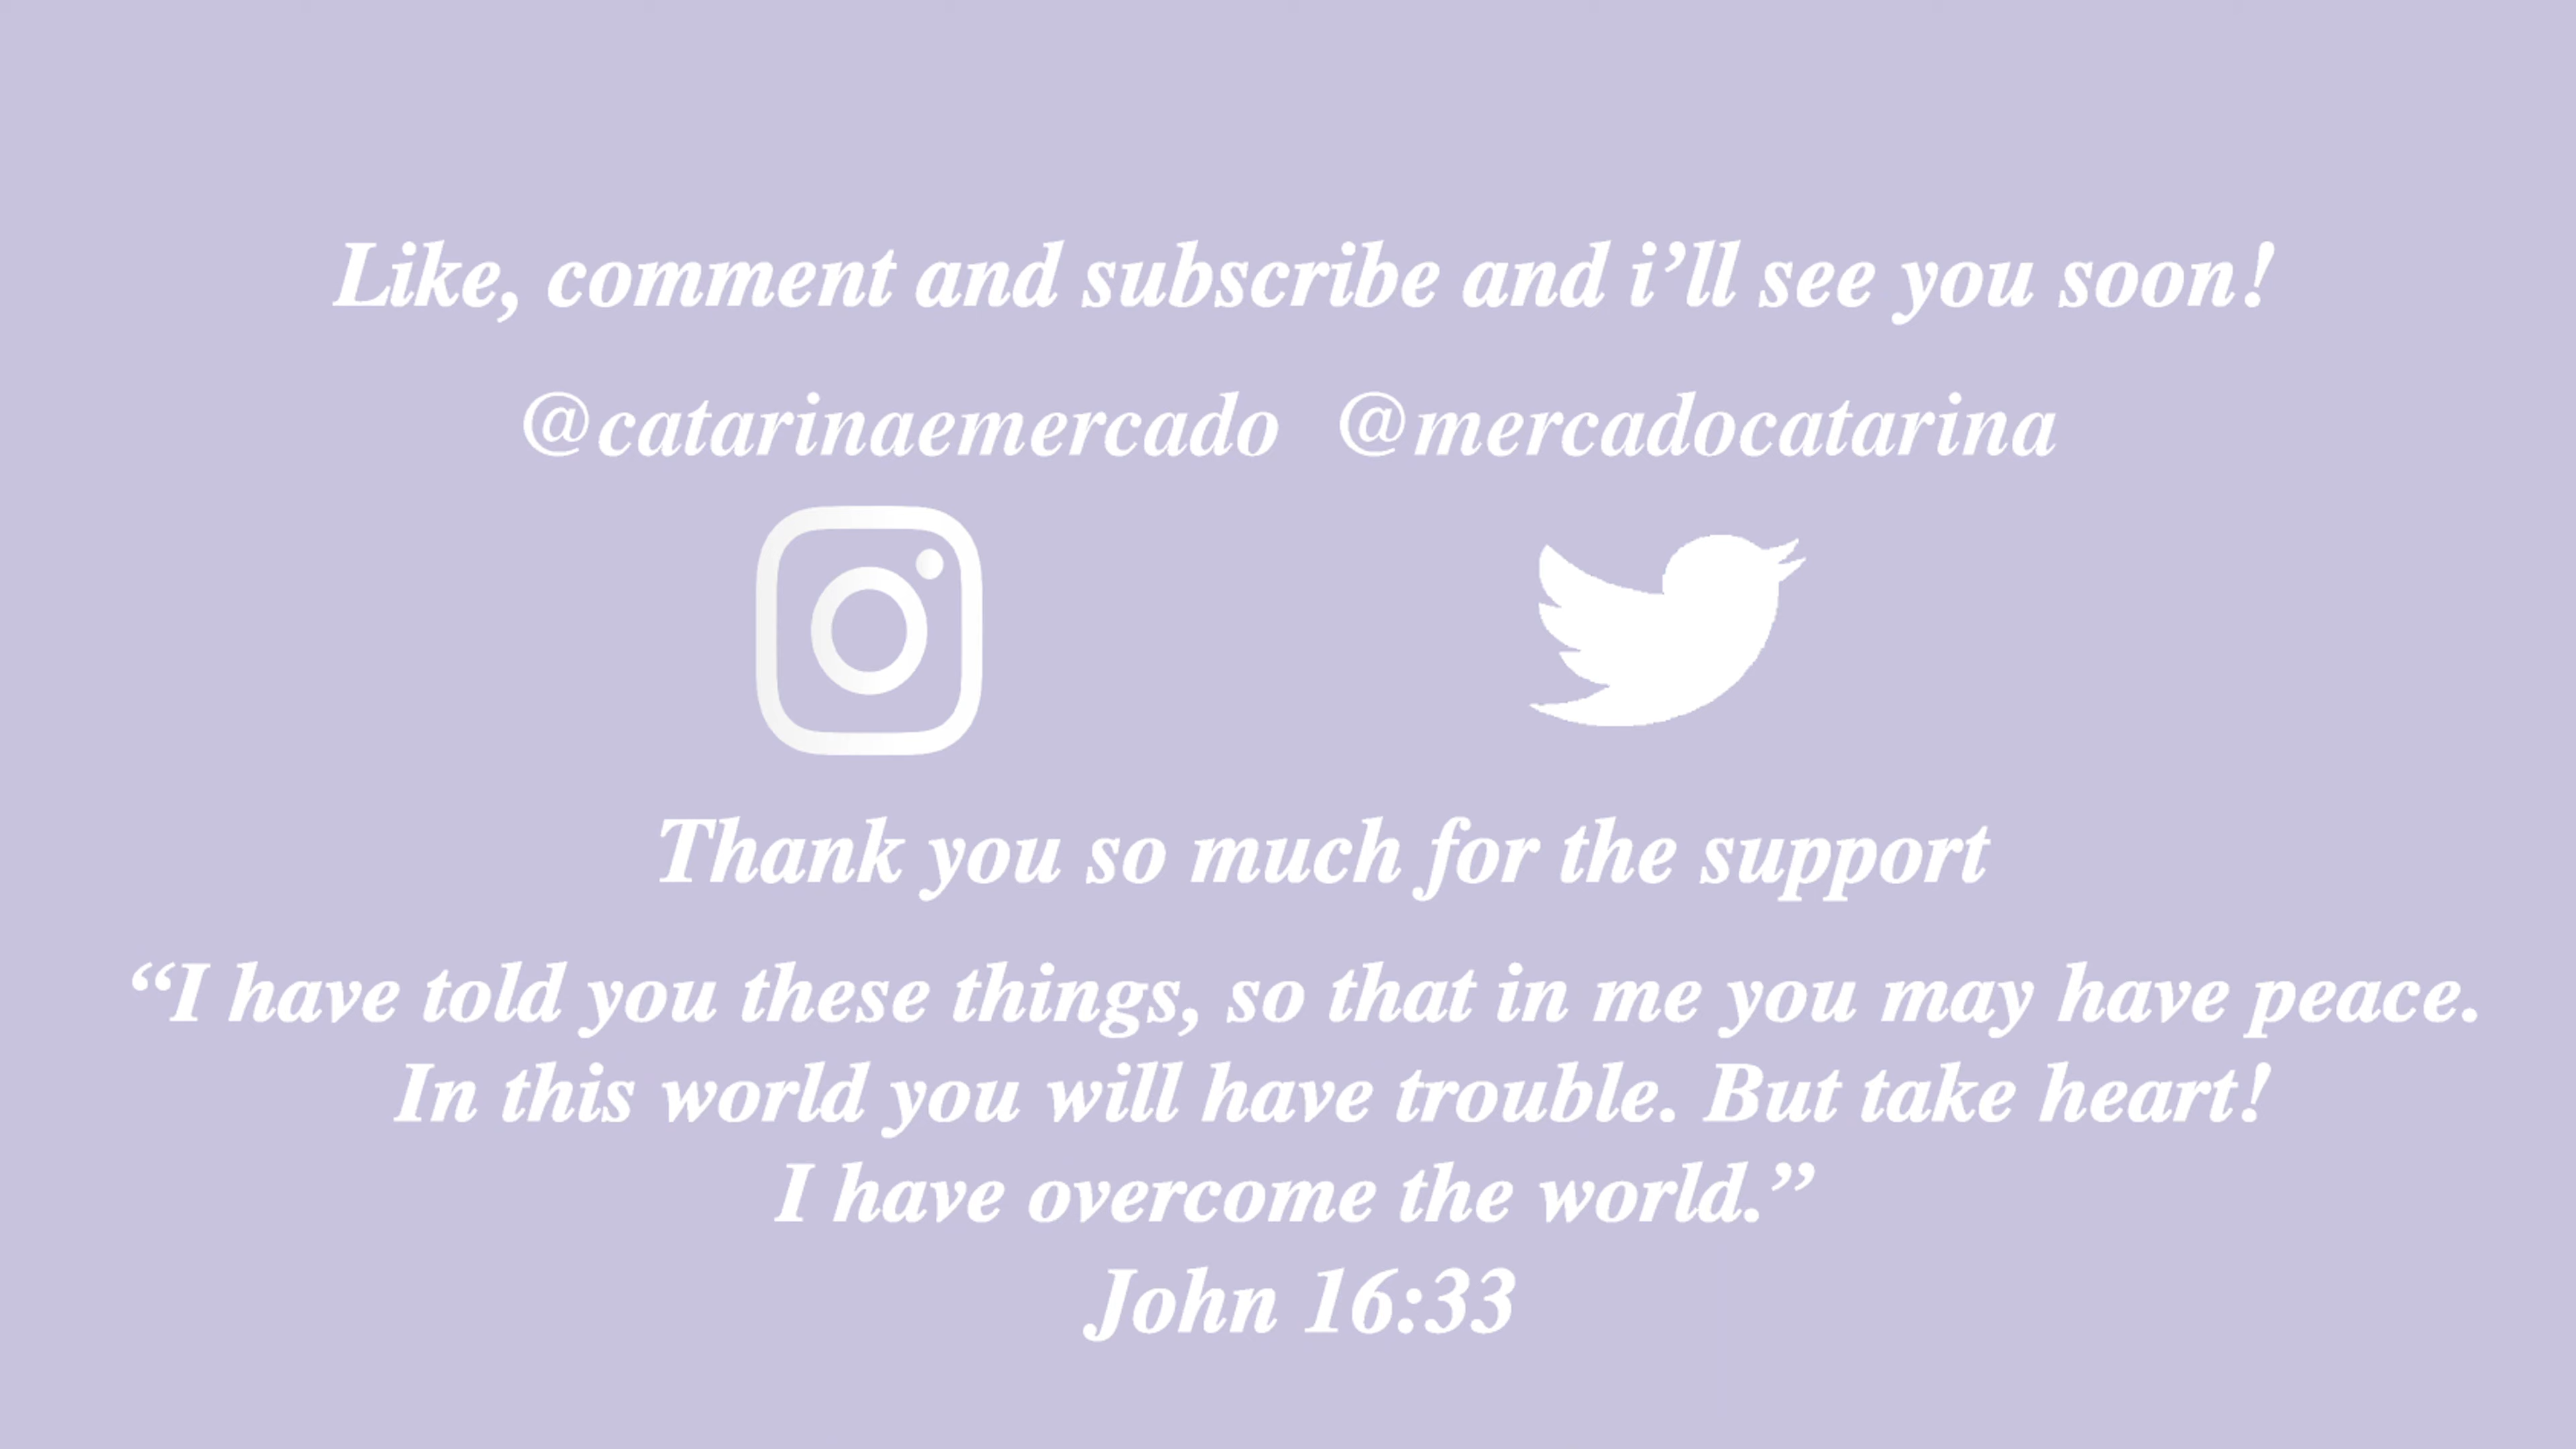 Like, comment and subscribe and i’ll see you soon!
@catarinaemercado @mercadocatarina
Thank you so much for the support
“I have told you these things, so that in me you may have peace.
In this world you will have trouble. But take heart!
I have overcome the world.”
John 16:33